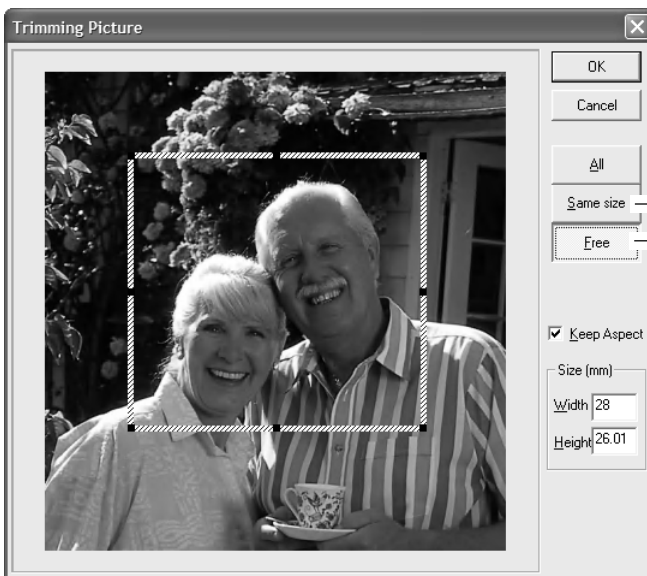 Trimming Picture
OK
Cancel
All
Same size
Free
Keep Aspect
Size (mm)
Width 28
Height 26.01